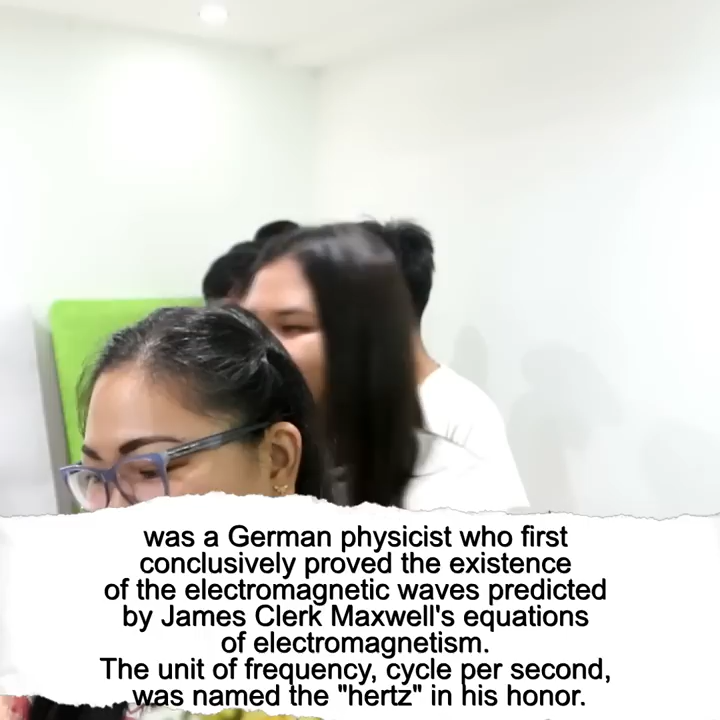 was a German physicist who first
conclusively proved the existence
of the electromagnetic waves predicted
by James Clerk Maxwell's equations
of electromagnetism.
The unit of frequency, cycle per second,
was named the "hertz" in his honor.